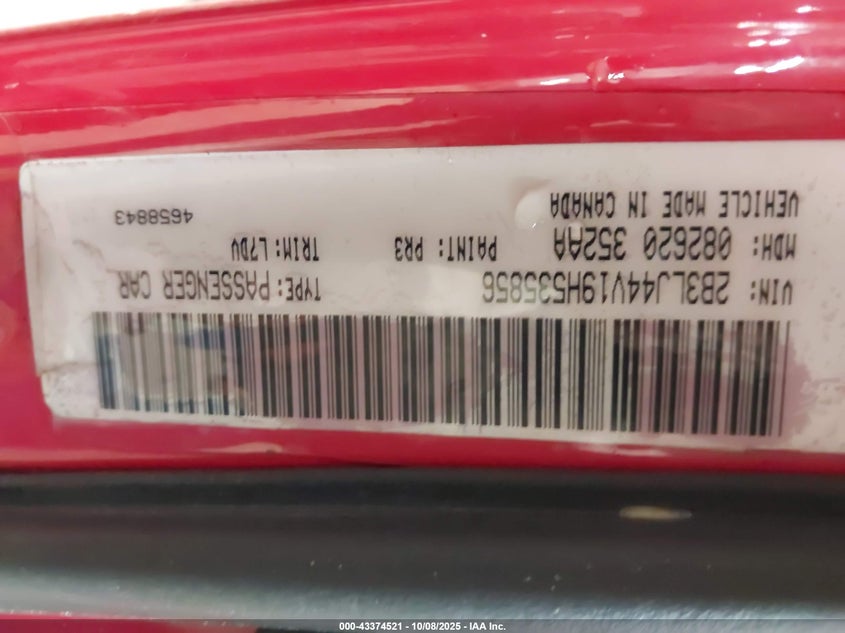 VIN: 2B3LJ44V19H535856 TYPE: PASSENGER CAR
MDH: 082620 352AA PAINT: PR3 TRIM: L7DV
VEHICLE MADE IN CANADA 4658843
000-43374521 - 10/08/2025 - IAA Inc.